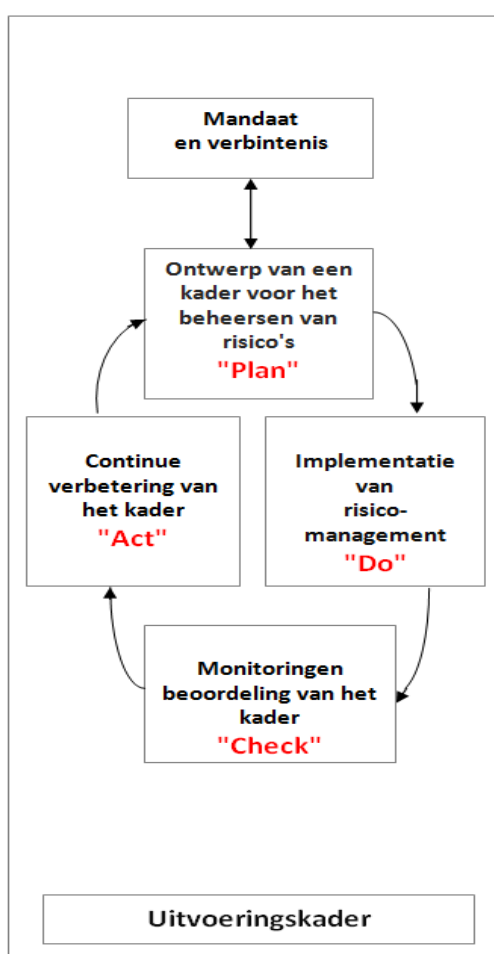 Mandaat
en verbintenis
Ontwerp van een
kader voor het
beheersen van
risico's
"Plan"
Continue
verbetering van
het kader
"Act"
Implementatie
van
risico-
management
"Do"
Monitoringen
beoordeling van het
kader
"Check"
Uitvoeringskader